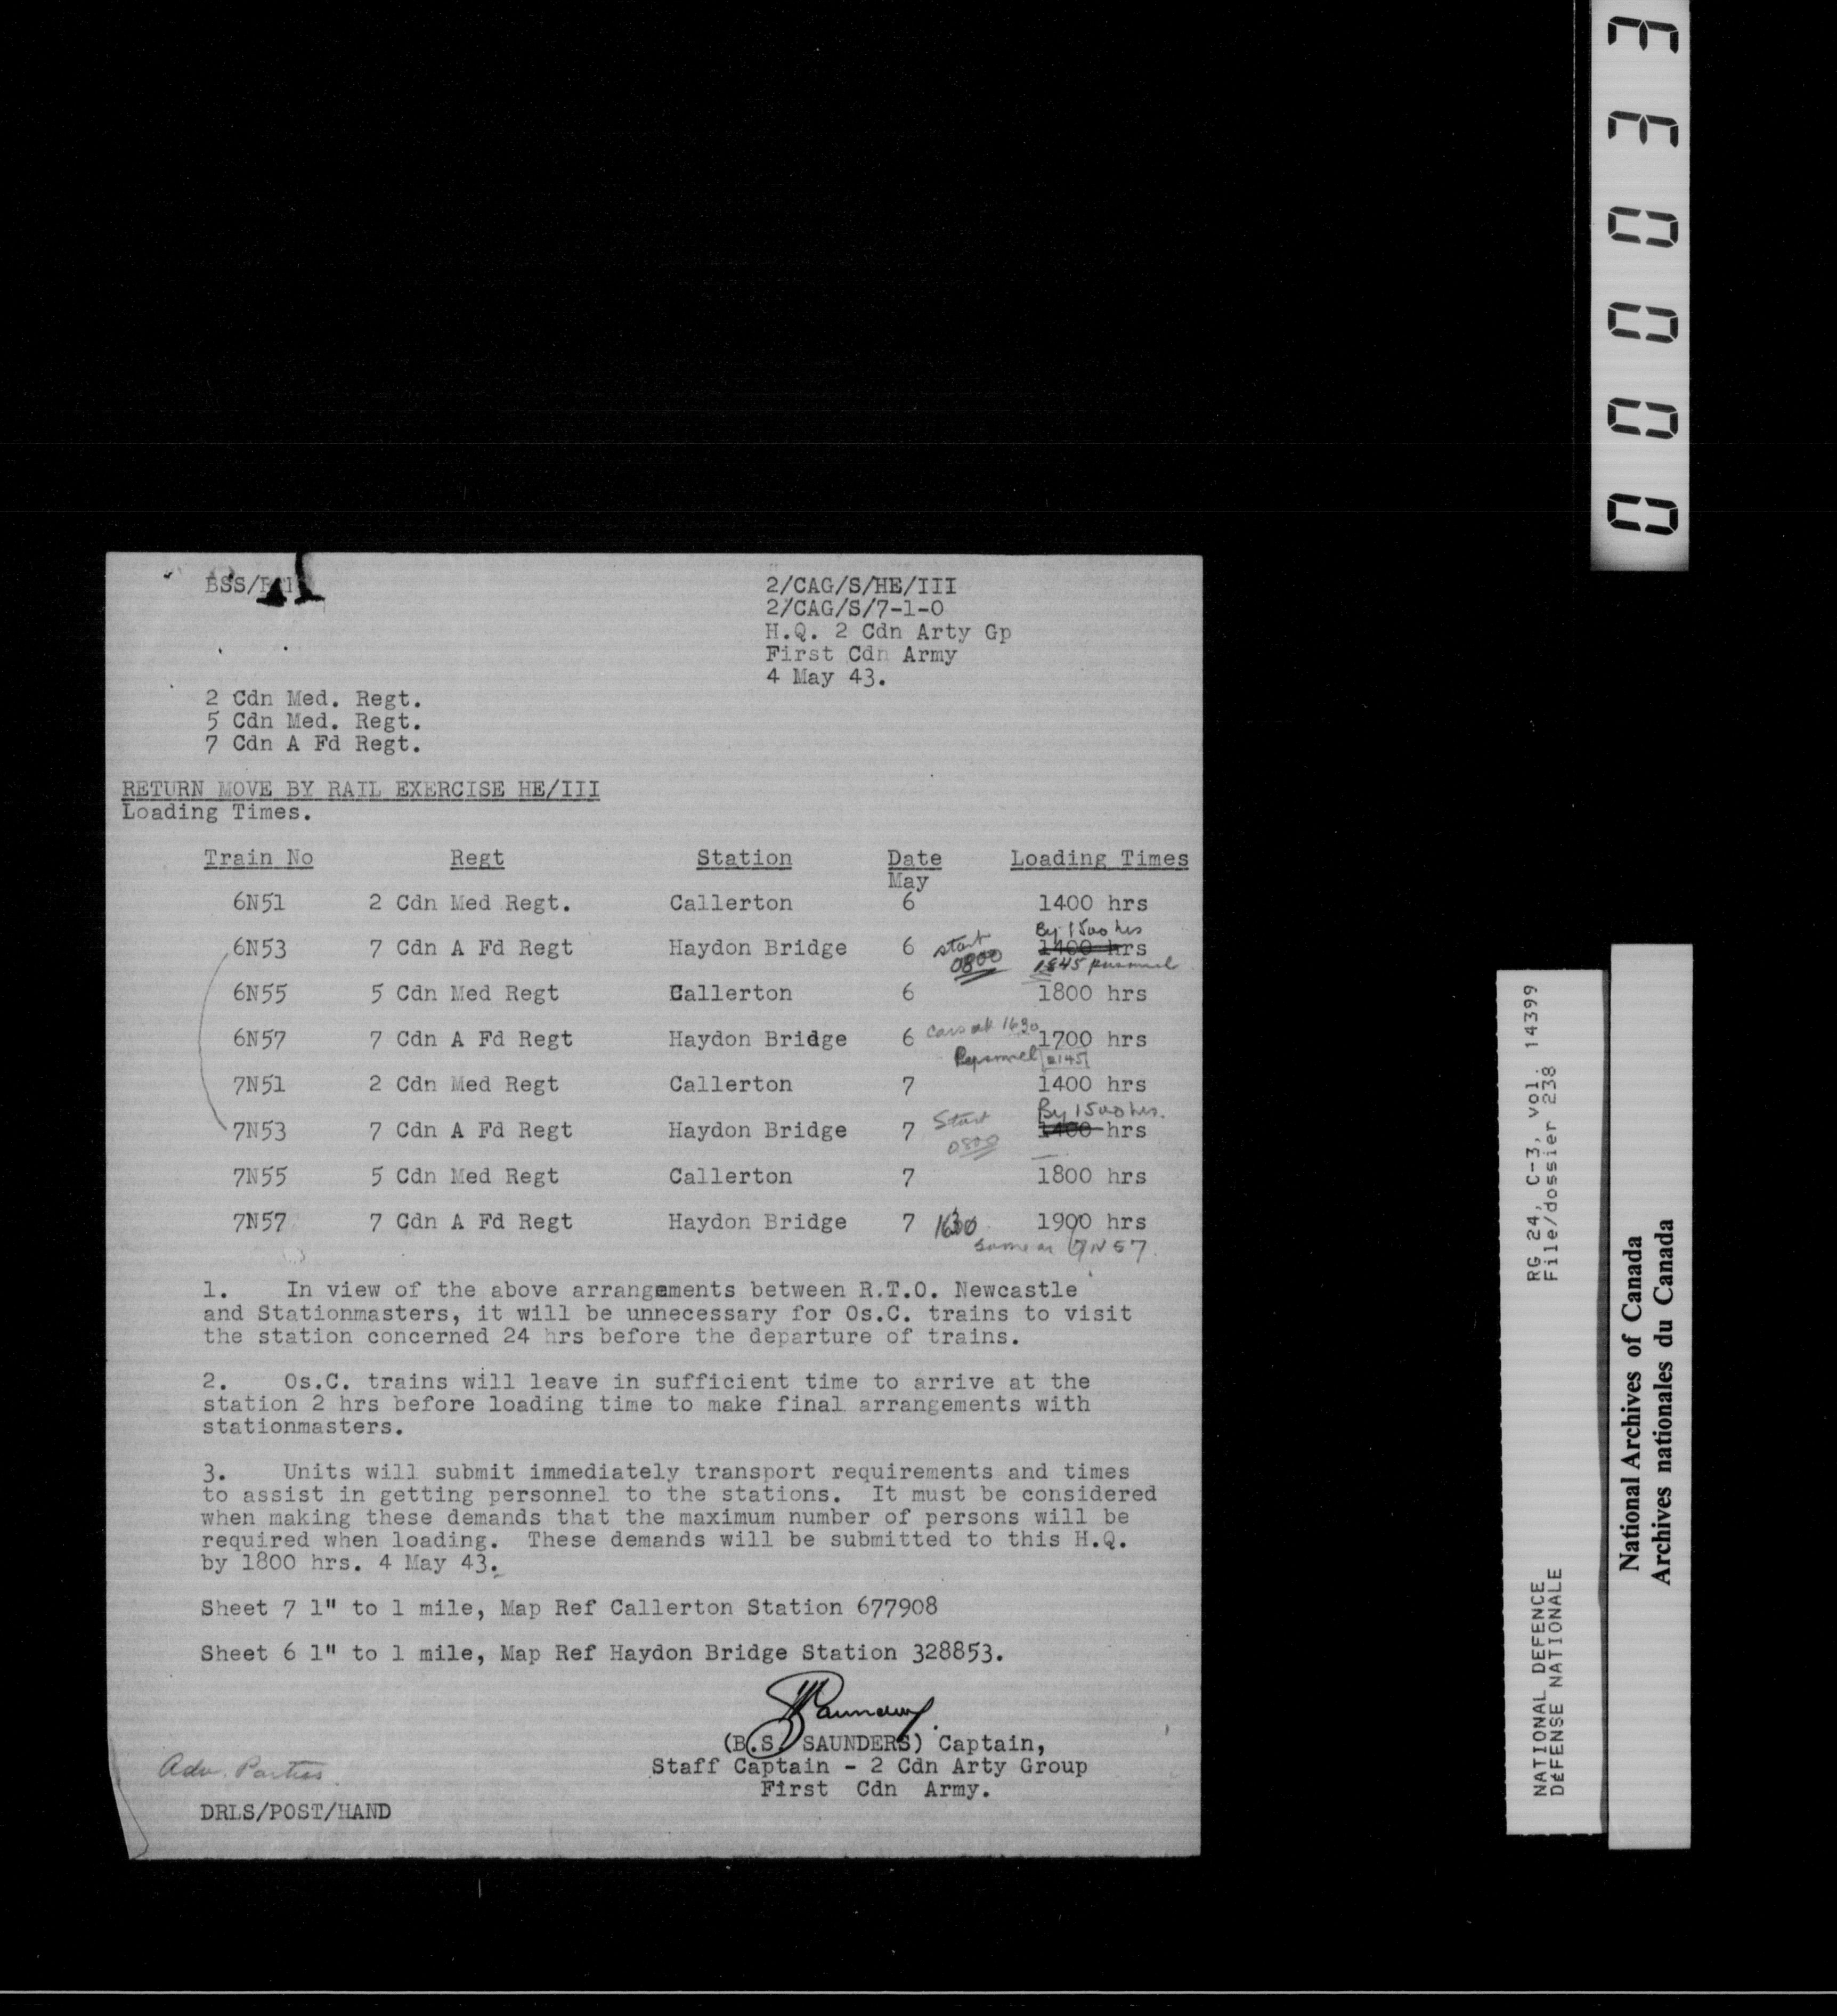 000033
BSS/
2/CAG/S/HE/III
2/CAG/S/7-1-0
H.Q. 2 Cdn Arty Gp
First Cdn Army
4 May 43.
2 Cdn Med. Regt.
5 Cdn Med. Regt.
7 Cdn A Fd Regt.
RETURN MOVE BY RAIL EXERCISE HE/III
Loading Times.
Train No Regt Station Date Loading Times
May
6N51 2 Cdn Med Regt. Callerton 6 1400 hrs
By 1500 hrs
6N53 7 Cdn A Fd Regt Haydon Bridge 6 start 1400 hrs
0800 1845 personnel
6N55 5 Cdn Med Regt Callerton 6 1800 hrs
6N57 7 Cdn A Fd Regt Haydon Bridge 6 cars at 1630 1700 hrs
Personnel 2145
7N51 2 Cdn Med Regt Callerton 7 1400 hrs
By 1500 hrs.
7N53 7 Cdn A Fd Regt Haydon Bridge 7 Start 1400 hrs
0800
7N55 5 Cdn Med Regt Callerton 7 1800 hrs
7N57 7 Cdn A Fd Regt Haydon Bridge 7 1630 1900 hrs
same as N57.
1. In view of the above arrangements between R.T.O. Newcastle
and Stationmasters, it will be unnecessary for Os.C. trains to visit
the station concerned 24 hrs before the departure of trains.
2. Os.C. trains will leave in sufficient time to arrive at the
station 2 hrs before loading time to make final arrangements with
stationmasters.
3. Units will submit immediately transport requirements and times
to assist in getting personnel to the stations. It must be considered
when making these demands that the maximum number of persons will be
required when loading. These demands will be submitted to this H.Q.
by 1800 hrs. 4 May 43.
Sheet 7 1" to 1 mile, Map Ref Callerton Station 677908
Sheet 6 1" to 1 mile, Map Ref Haydon Bridge Station 328853.
BSSaunders.
(B.S. SAUNDERS) Captain,
Staff Captain - 2 Cdn Arty Group
First Cdn Army.
Adv. Parties
DRLS/POST/HAND
NATIONAL DEFENCE RG 24, C-3, vol. 14399
DÉFENSE NATIONALE File/dossier 238
National Archives of Canada
Archives nationales du Canada